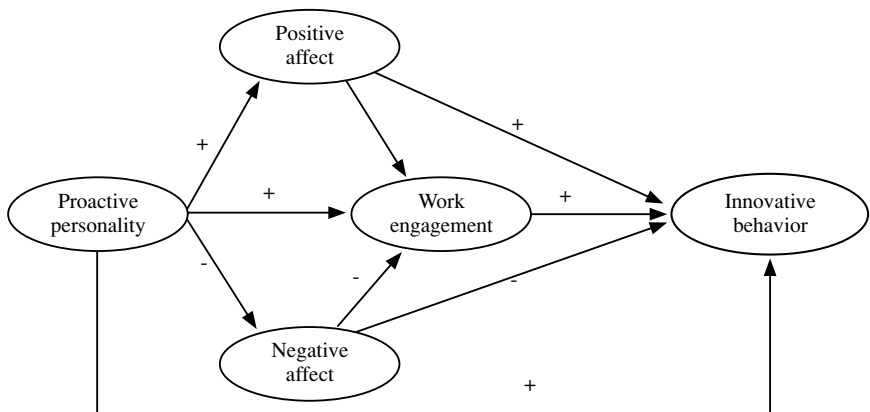 Positive
affect
+
+
Proactive
personality
+
Work
engagement
+
Innovative
behavior
-
-
-
Negative
affect
+